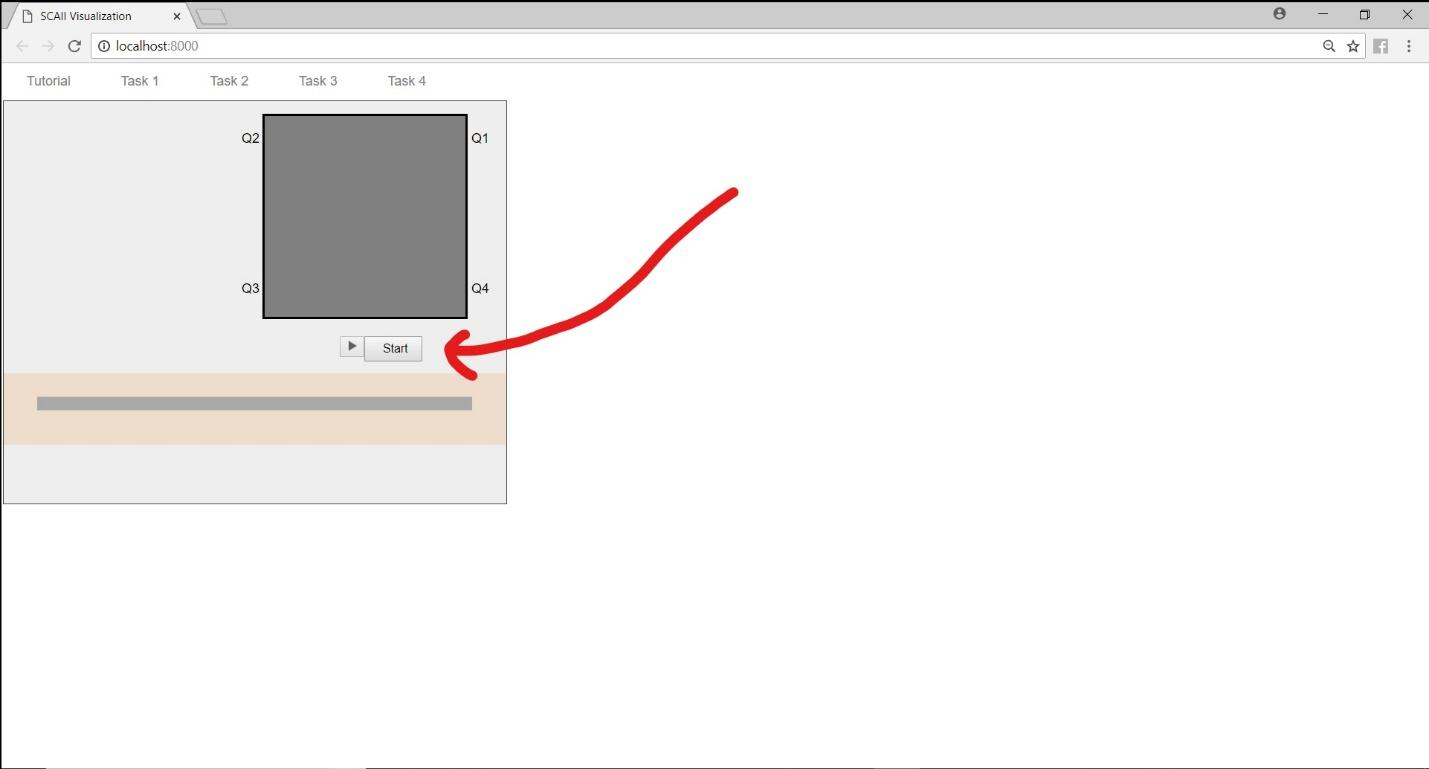 SCAII Visualization
localhost:8000
Tutorial Task 1 Task 2 Task 3 Task 4
Q2 Q1
Q3 Q4
Start